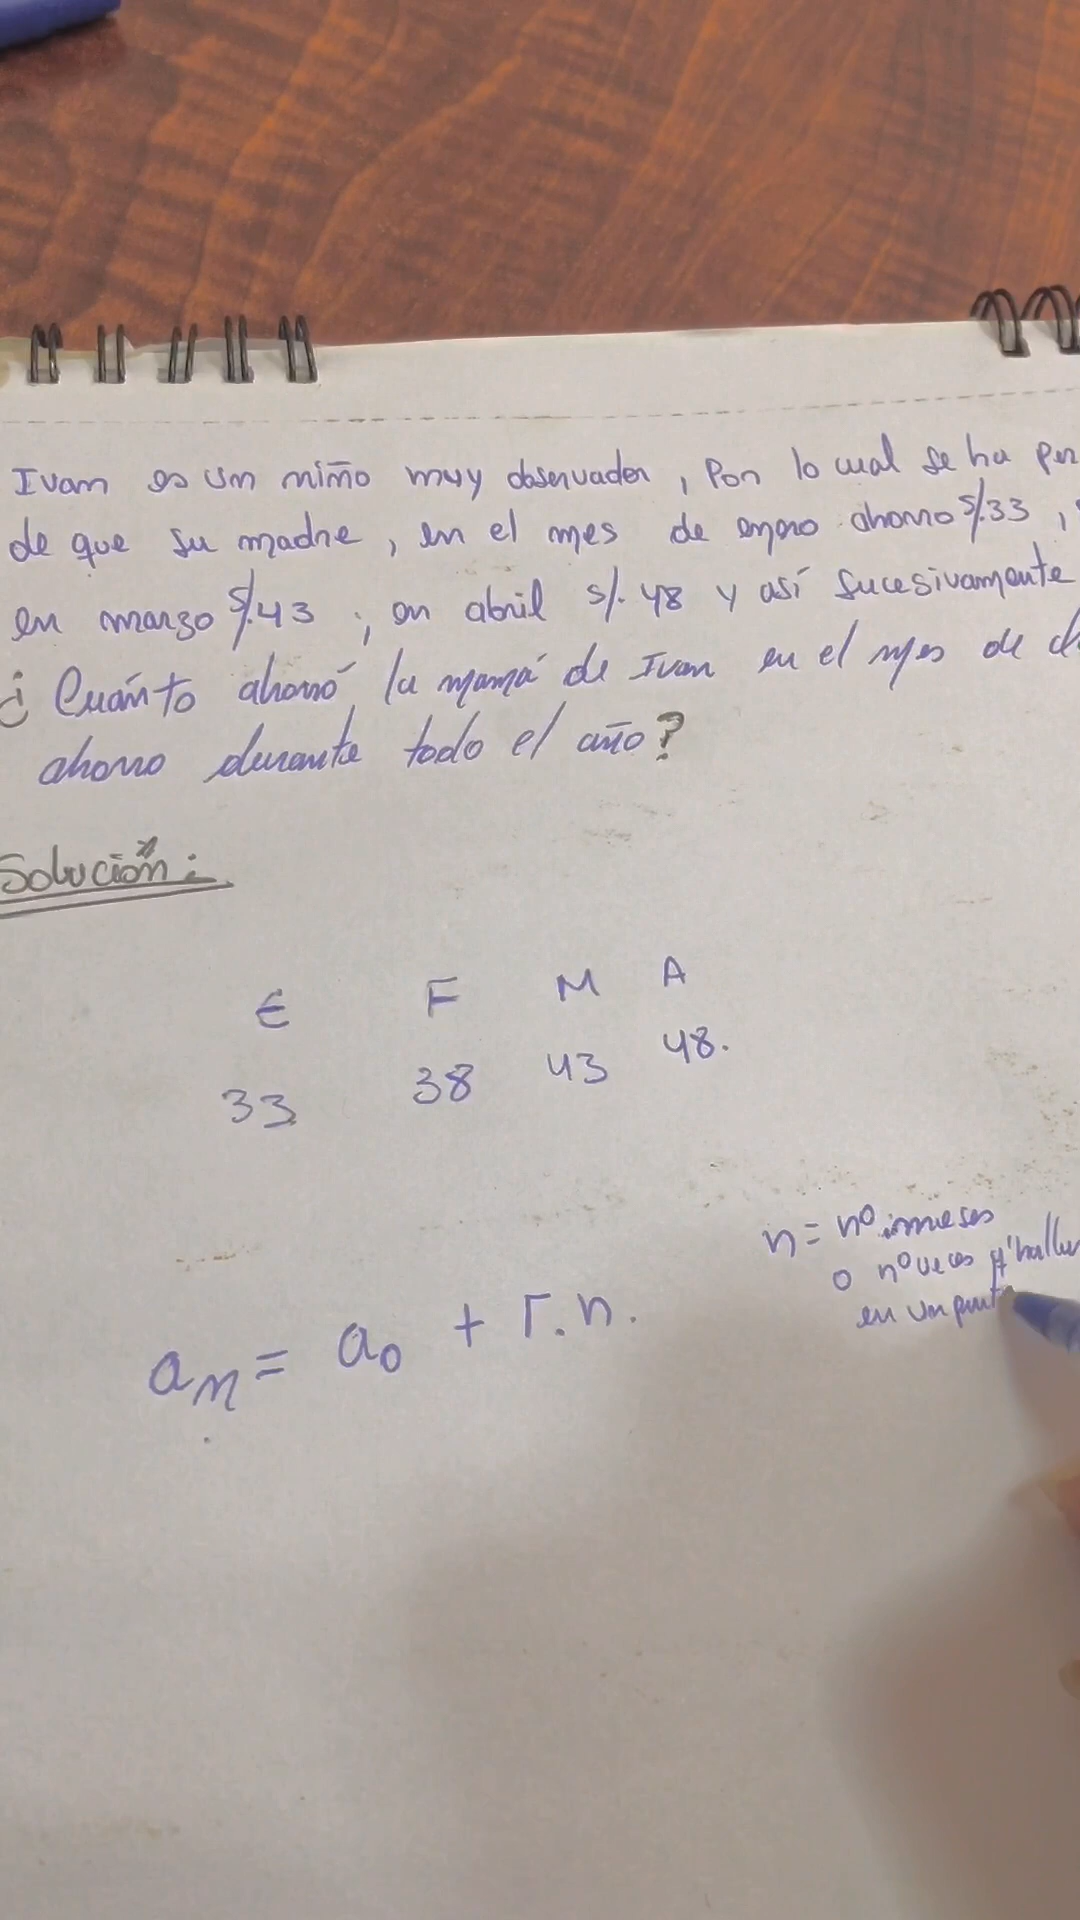 Ivan es un niño muy observador, Por lo cual se ha per
de que su madre, en el mes de enero ahorro S/.33,
en marzo S/.43, en abril S/. 48 y así sucesivamente
¿Cuánto ahorró la mamá de Ivan en el mes de di
ahorro durante todo el año?
Solución:
E F M A
33 38 43 48.
n = nº meses
o nº veces q' hallar
en un punt
an = a0 + r.n.